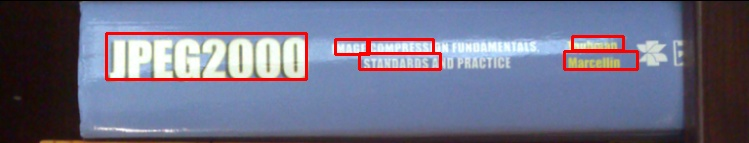 JPEG2000
IMAGE COMPRESSION FUNDAMENTALS,
STANDARDS AND PRACTICE
Taubman
Marcellin